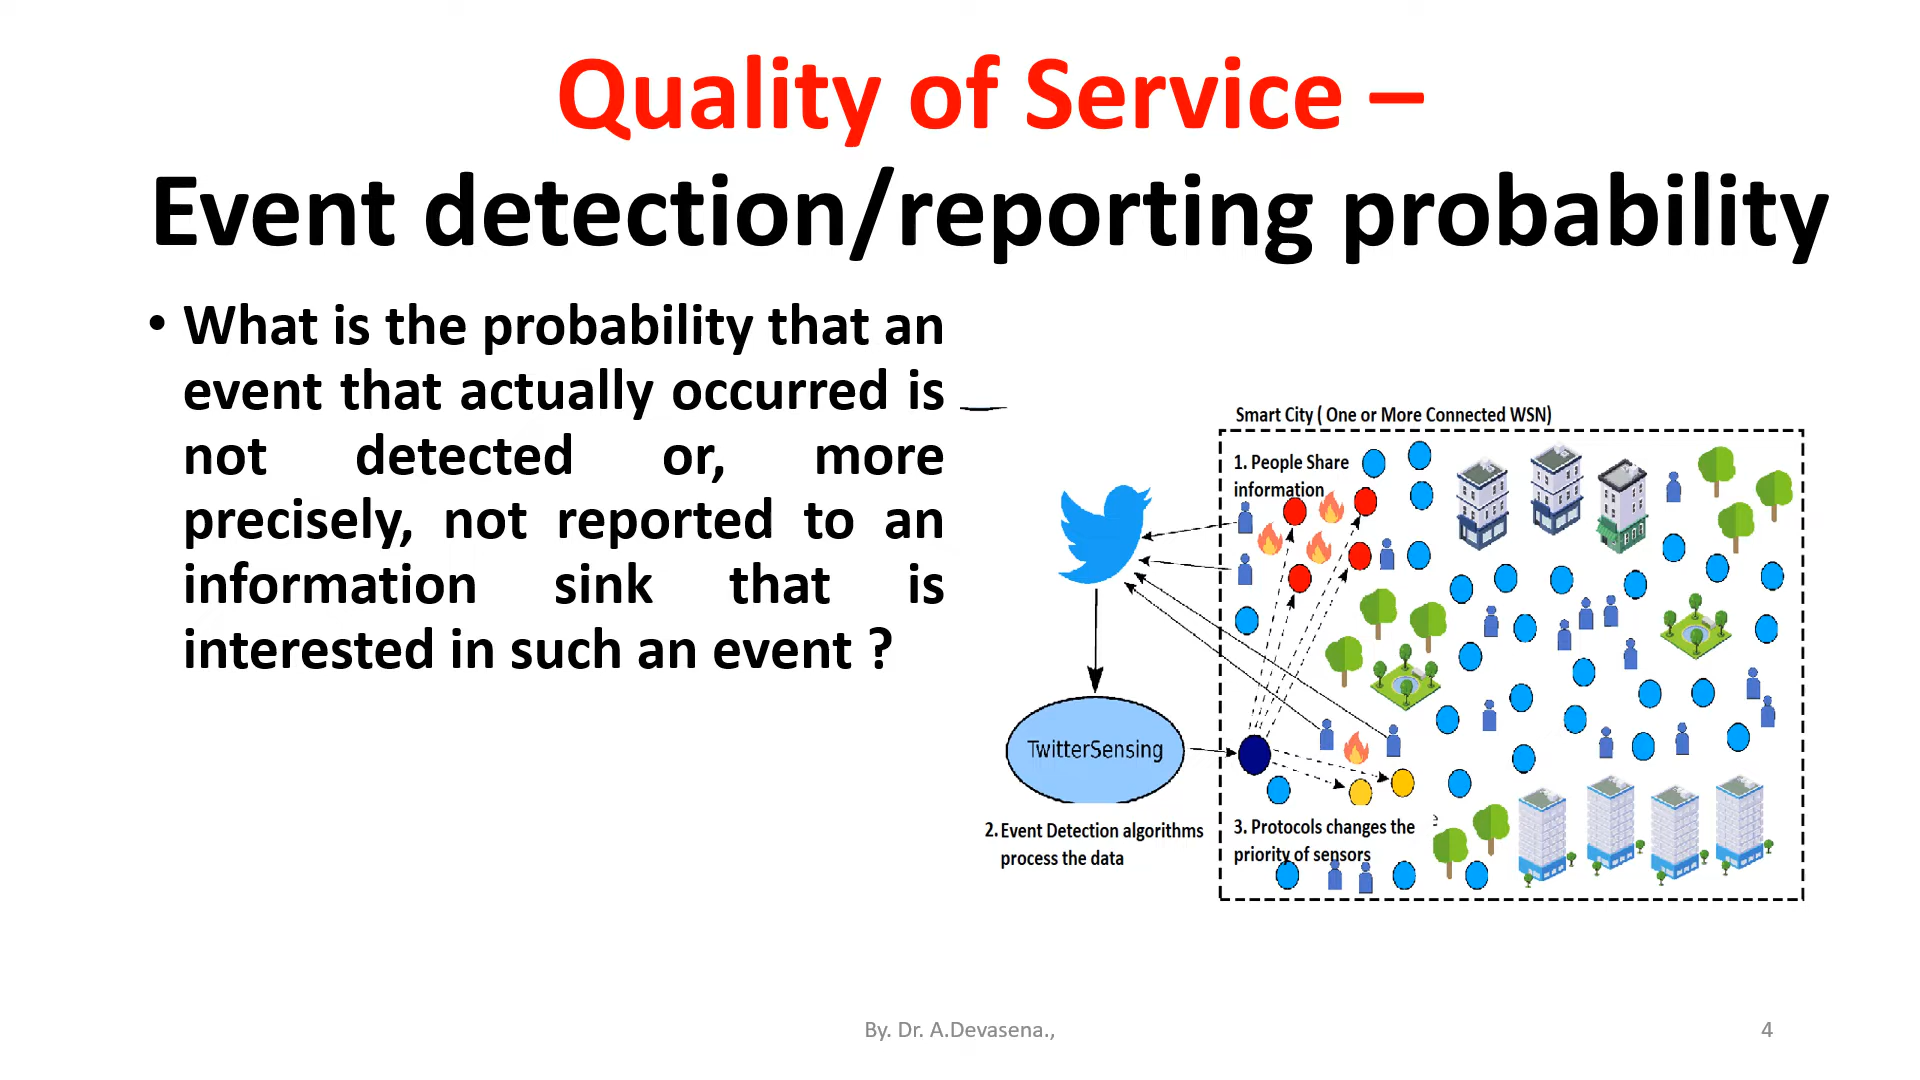 Quality of Service –
Event detection/reporting probability
• What is the probability that an
event that actually occurred is
not detected or, more
precisely, not reported to an
information sink that is
interested in such an event ?
Smart City ( One or More Connected WSN)
1. People Share
information
TwitterSensing
2. Event Detection algorithms
process the data
3. Protocols changes the
priority of sensors
By. Dr. A.Devasena.,
4